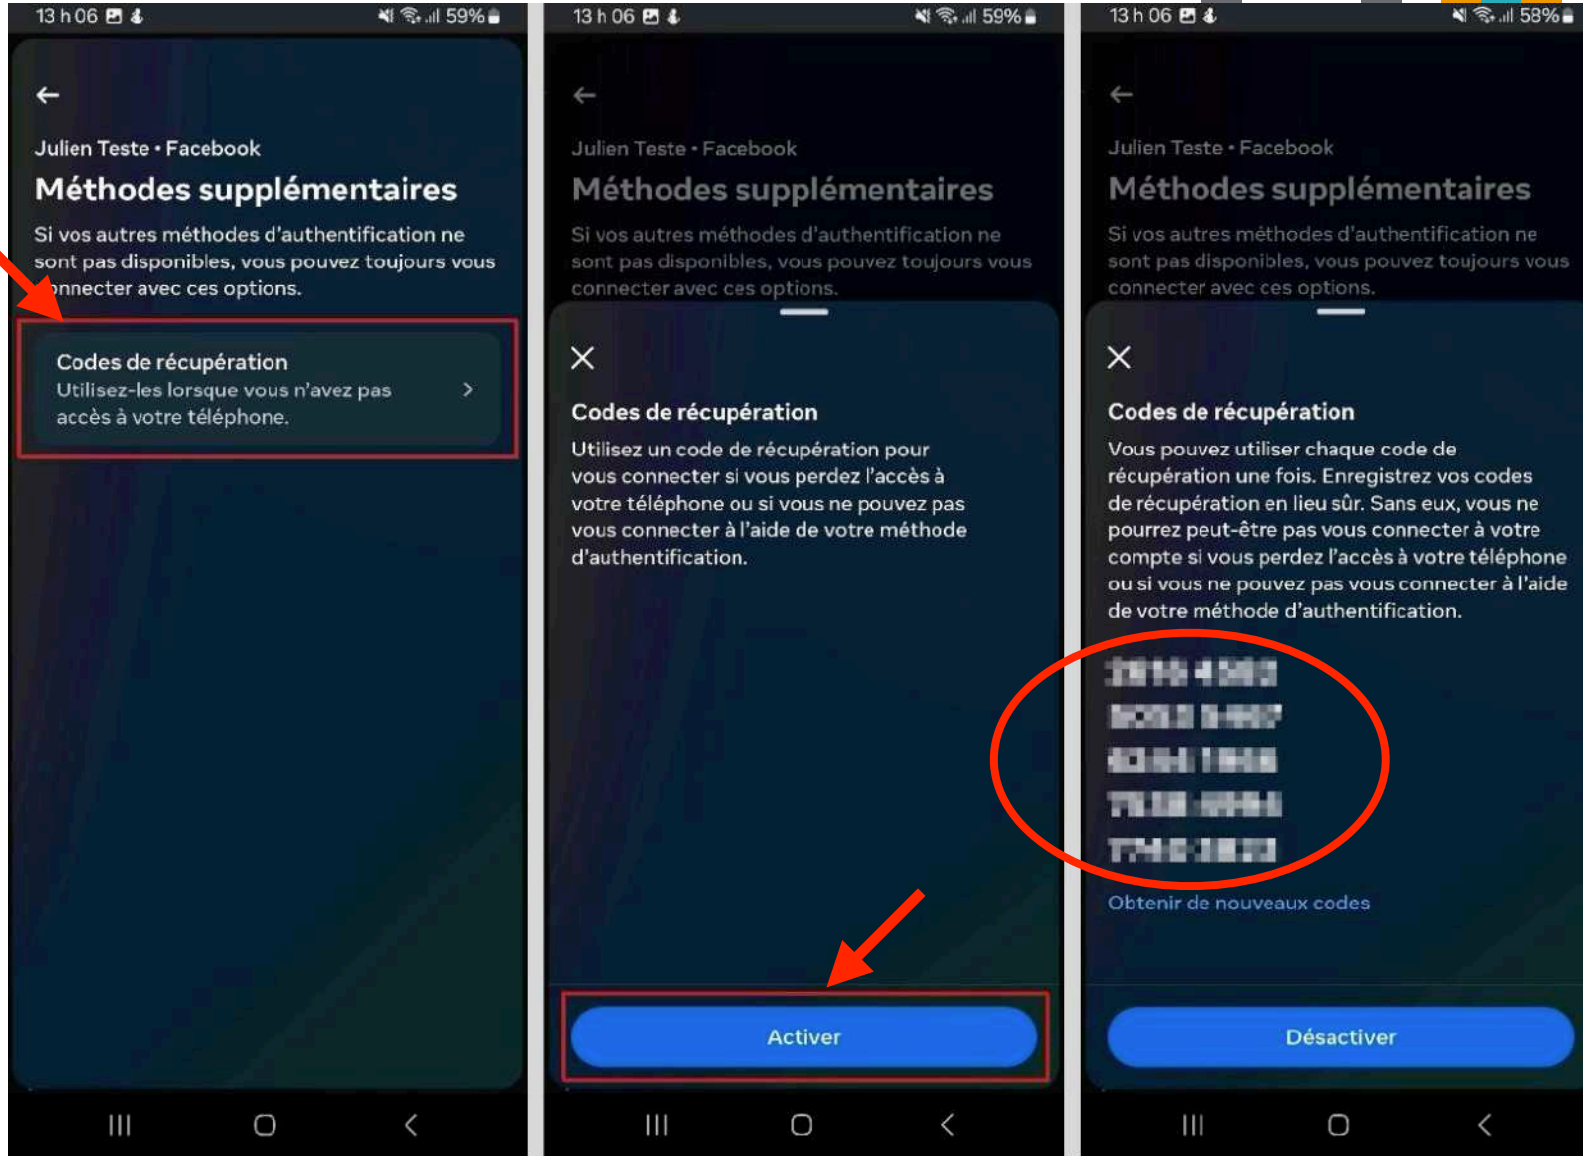 13 h 06
59%
Julien Teste • Facebook
Méthodes supplémentaires
Si vos autres méthodes d'authentification ne
sont pas disponibles, vous pouvez toujours vous
connecter avec ces options.
Codes de récupération
Utilisez-les lorsque vous n'avez pas
accès à votre téléphone.
13 h 06
59%
Julien Teste • Facebook
Méthodes supplémentaires
Si vos autres méthodes d'authentification ne
sont pas disponibles, vous pouvez toujours vous
connecter avec ces options.
Codes de récupération
Utilisez un code de récupération pour
vous connecter si vous perdez l'accès à
votre téléphone ou si vous ne pouvez pas
vous connecter à l'aide de votre méthode
d'authentification.
Activer
13 h 06
58%
Julien Teste • Facebook
Méthodes supplémentaires
Si vos autres méthodes d'authentification ne
sont pas disponibles, vous pouvez toujours vous
connecter avec ces options.
Codes de récupération
Vous pouvez utiliser chaque code de
récupération une fois. Enregistrez vos codes
de récupération en lieu sûr. Sans eux, vous ne
pourrez peut-être pas vous connecter à votre
compte si vous perdez l'accès à votre téléphone
ou si vous ne pouvez pas vous connecter à l'aide
de votre méthode d'authentification.
Obtenir de nouveaux codes
Désactiver